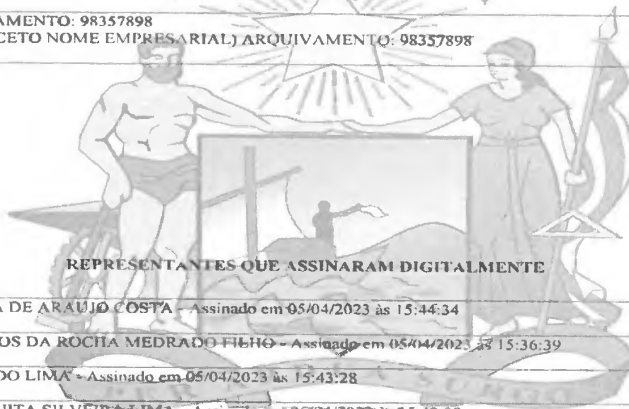 AMENTO: 98357898
CETO NOME EMPRESARIAL) ARQUIVAMENTO: 98357898
REPRESENTANTES QUE ASSINARAM DIGITALMENTE
A DE ARAUJO COSTA - Assinado em 05/04/2023 às 15:44:34
OS DA ROCHA MEDRADO FILHO - Assinado em 05/04/2023 às 15:36:39
DO LIMA - Assinado em 05/04/2023 às 15:43:28
SILVEIRA LIMA